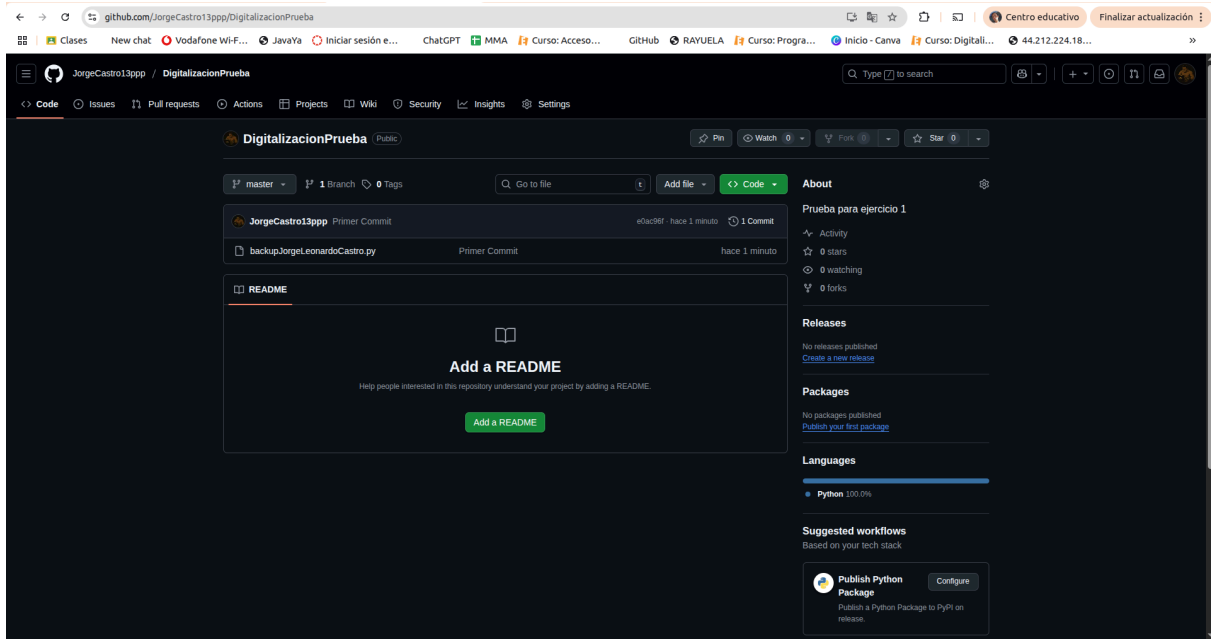 github.com/JorgeCastro13ppp/DigitalizacionPrueba
Centro educativo
Finalizar actualización
Clases
New chat
Vodafone Wi-F...
JavaYa
Iniciar sesión e...
ChatGPT
MMA
Curso: Acceso...
GitHub
RAYUELA
Curso: Progra...
Inicio - Canva
Curso: Digitali...
44.212.224.18...
»
JorgeCastro13ppp / DigitalizacionPrueba
Type / to search
<> Code
Issues
Pull requests
Actions
Projects
Wiki
Security
Insights
Settings
DigitalizacionPrueba Public
Pin
Watch 0
Fork 0
Star 0
master
1 Branch
0 Tags
Go to file t
Add file
<> Code
JorgeCastro13ppp Primer Commit
e0ac96f · hace 1 minuto
1 Commit
backupJorgeLeonardoCastro.py
Primer Commit
hace 1 minuto
README
Add a README
Help people interested in this repository understand your project by adding a README.
Add a README
About
Prueba para ejercicio 1
Activity
0 stars
0 watching
0 forks
Releases
No releases published
Create a new release
Packages
No packages published
Publish your first package
Languages
Python 100.0%
Suggested workflows
Based on your tech stack
Publish Python
Package
Configure
Publish a Python Package to PyPI on
release.